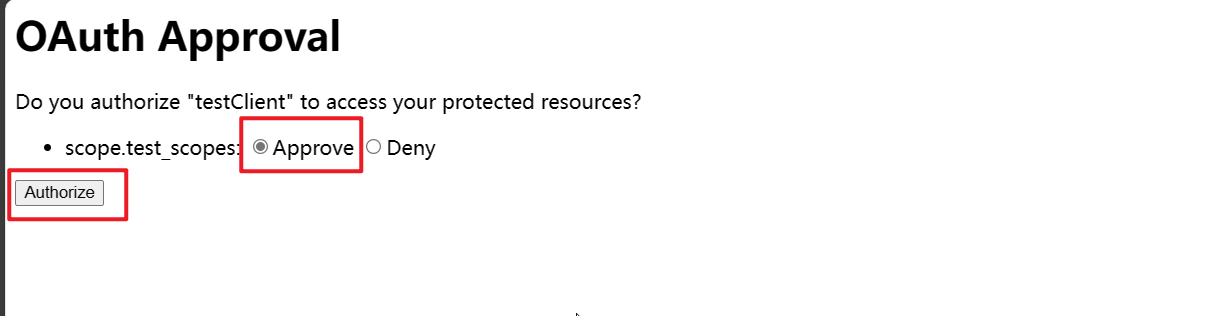 OAuth Approval
Do you authorize "testClient" to access your protected resources?
scope.test_scopes: Approve Deny
Authorize